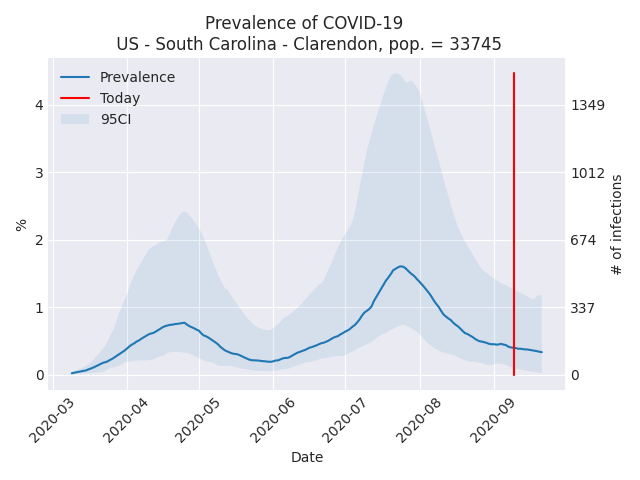 Prevalence of COVID-19
US - South Carolina - Clarendon, pop. = 33745
Prevalence
Today
95CI
4
3
2
1
0
%
1349
1012
674
337
0
# of infections
2020-03
2020-04
2020-05
2020-06
2020-07
2020-08
2020-09
Date